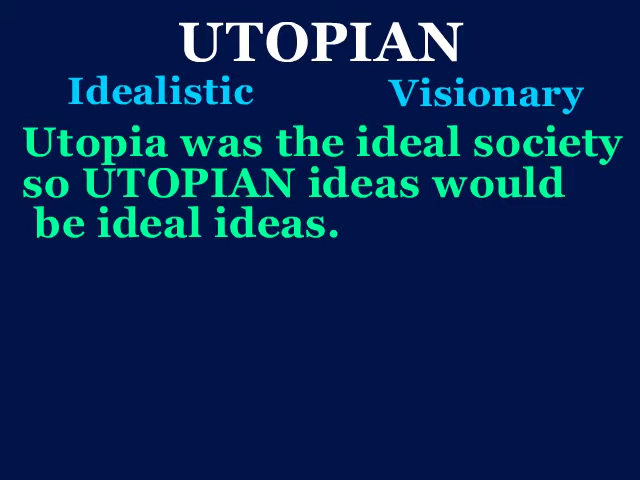 UTOPIAN
Idealistic Visionary
Utopia was the ideal society
so UTOPIAN ideas would
be ideal ideas.